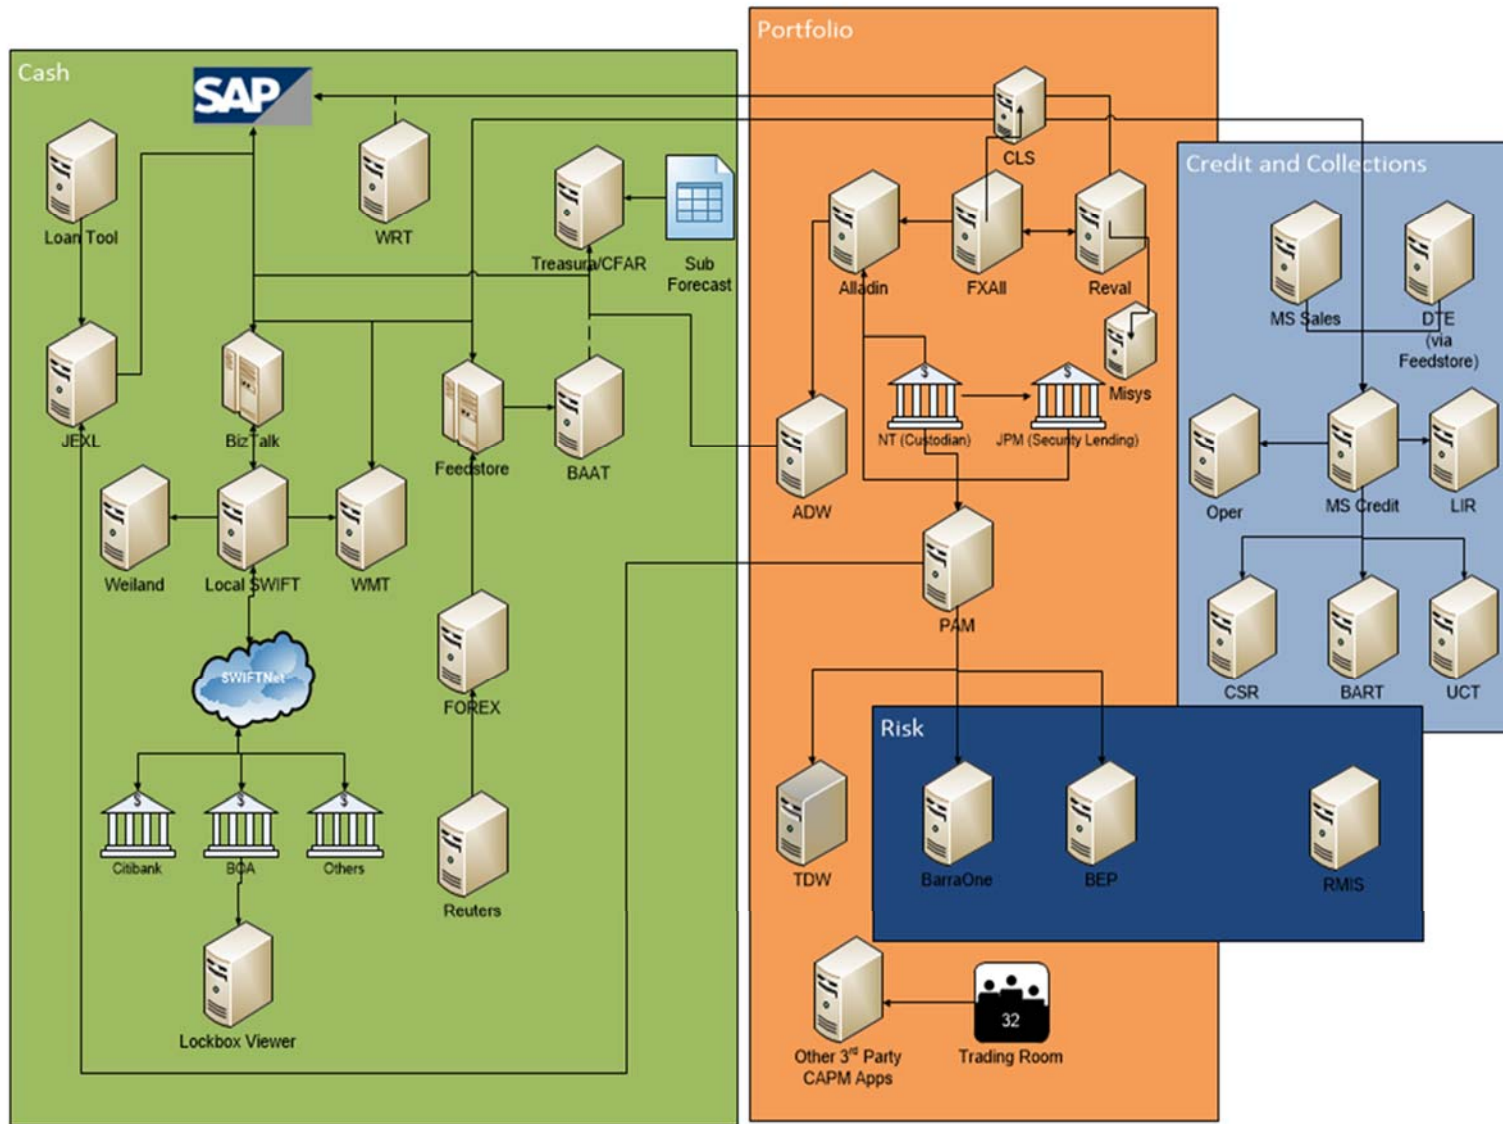 Portfolio
Cash
SAP
CLS
Credit and Collections
Loan Tool
WRT
Treasura/CFAR
Sub
Forecast
Alladin
FXAll
Reval
MS Sales
DTE
(via
Feedstore)
JEXL
BizTalk
Feedstore
BAAT
$
$
NT (Custodian)
JPM (Security Lending)
Misys
ADW
Oper
MS Credit
LIR
Weiland
Local SWIFT
WMT
PAM
SWIFTNet
FOREX
CSR
BART
UCT
Risk
$
$
$
Citibank
BOA
Others
Reuters
TDW
BarraOne
BEP
RMIS
Lockbox Viewer
32
Other 3rd Party
CAPM Apps
Trading Room